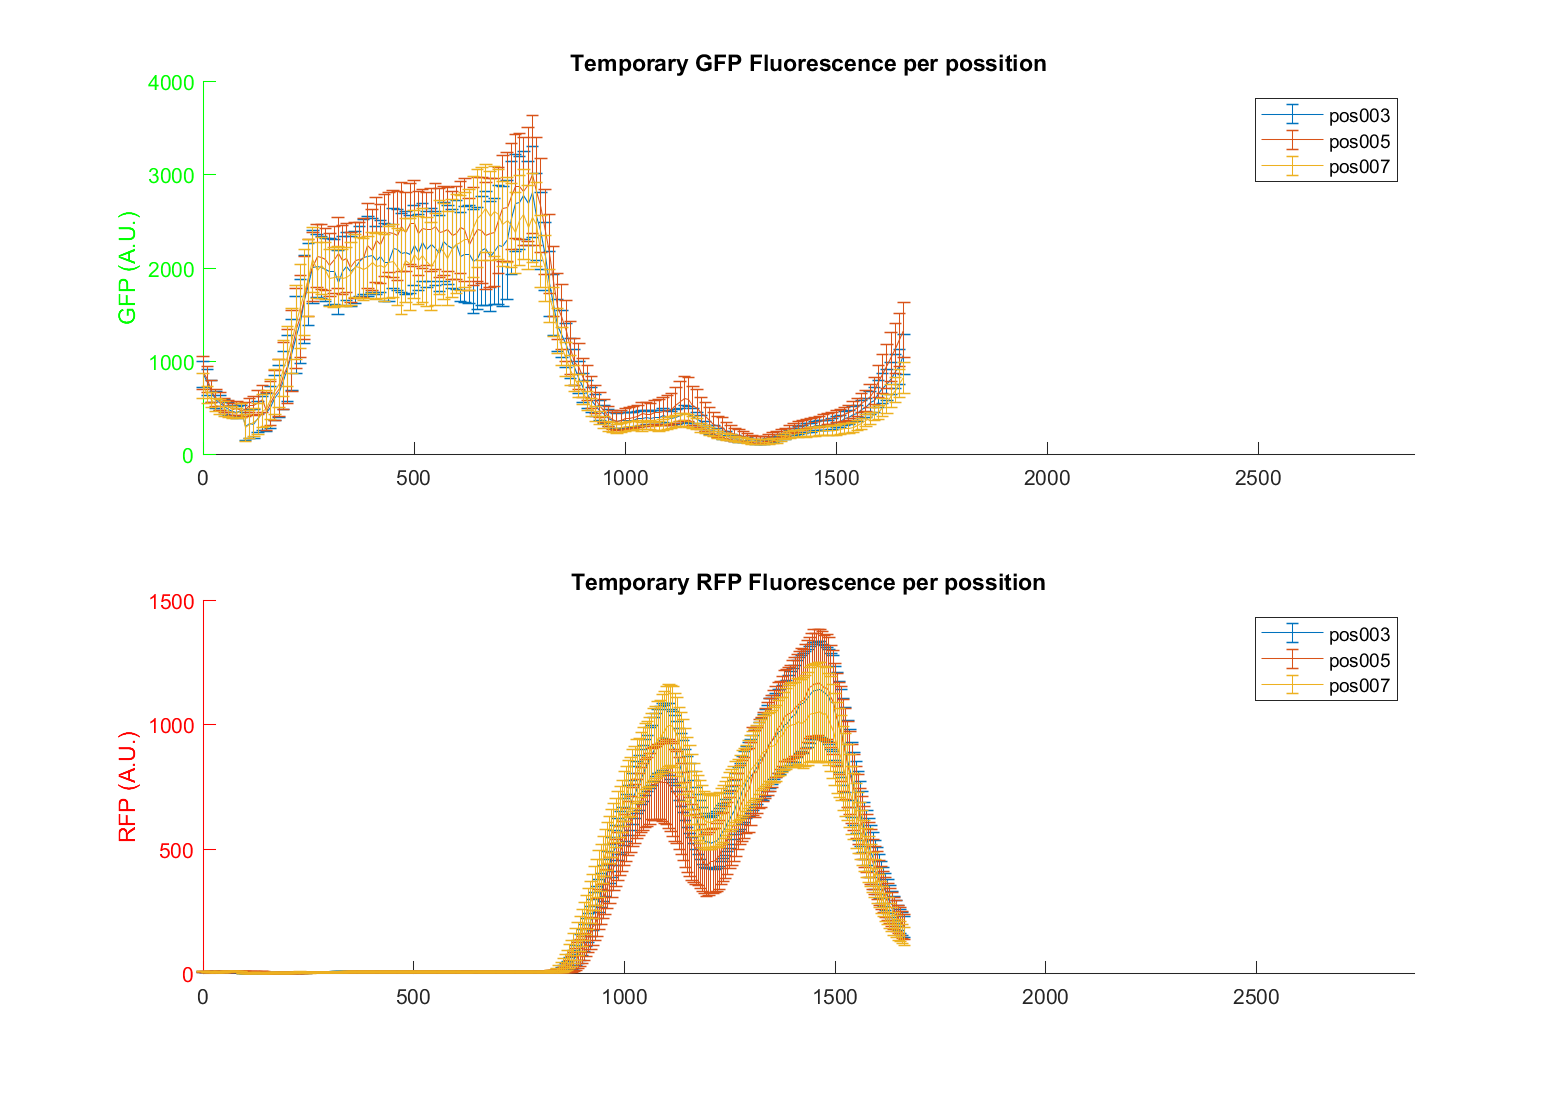 Temporary GFP Fluorescence per possition
4000
3000
2000
1000
0
GFP (A.U.)
0 500 1000 1500 2000 2500
pos003
pos005
pos007
Temporary RFP Fluorescence per possition
1500
1000
500
0
RFP (A.U.)
0 500 1000 1500 2000 2500
pos003
pos005
pos007